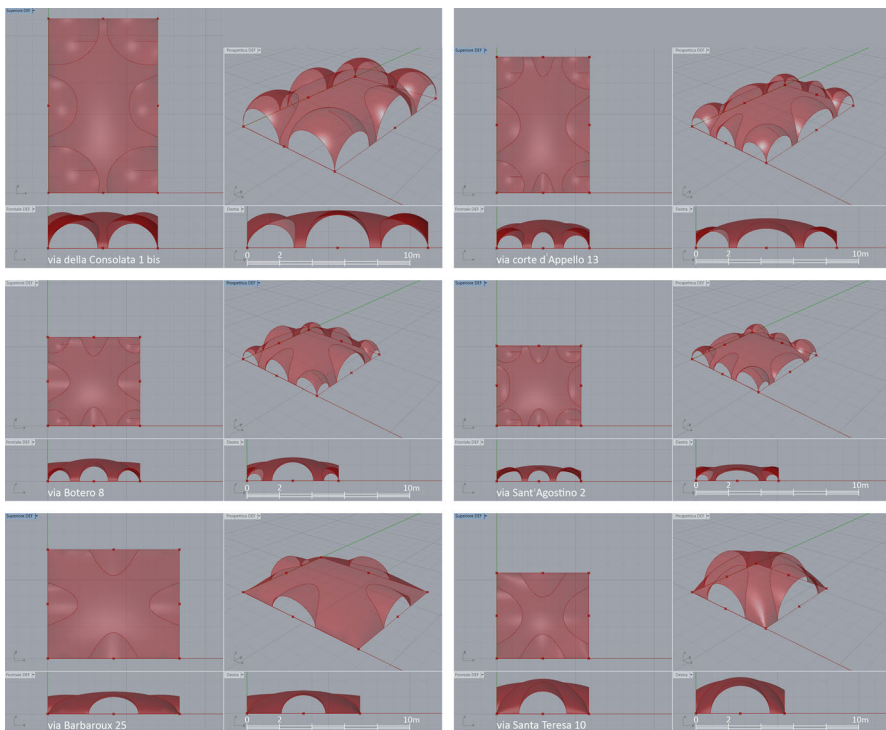 Superiore DEF
Prospettica DEF
Frontale DEF
Destra
via della Consolata 1 bis
0 2 10m
Superiore DEF
Prospettica DEF
Frontale DEF
Destra
via corte d'Appello 13
0 2 10m
Superiore DEF
Prospettica DEF
Frontale DEF
Destra
via Botero 8
0 2 10m
Superiore DEF
Prospettica DEF
Frontale DEF
Destra
via Sant'Agostino 2
0 2 10m
Superiore DEF
Prospettica DEF
Frontale DEF
Destra
via Barbaroux 25
0 2 10m
Superiore DEF
Prospettica DEF
Frontale DEF
Destra
via Santa Teresa 10
0 2 10m